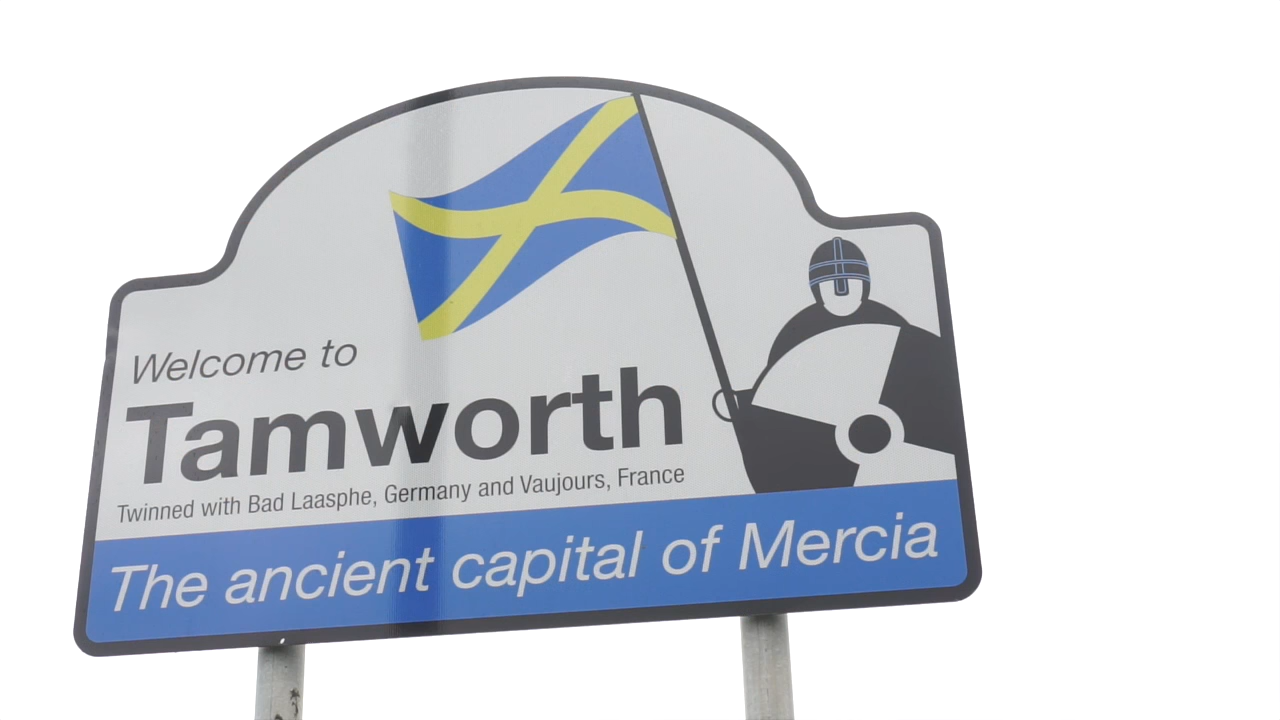 Welcome to
Tamworth
Twinned with Bad Laasphe, Germany and Vaujours, France
The ancient capital of Mercia